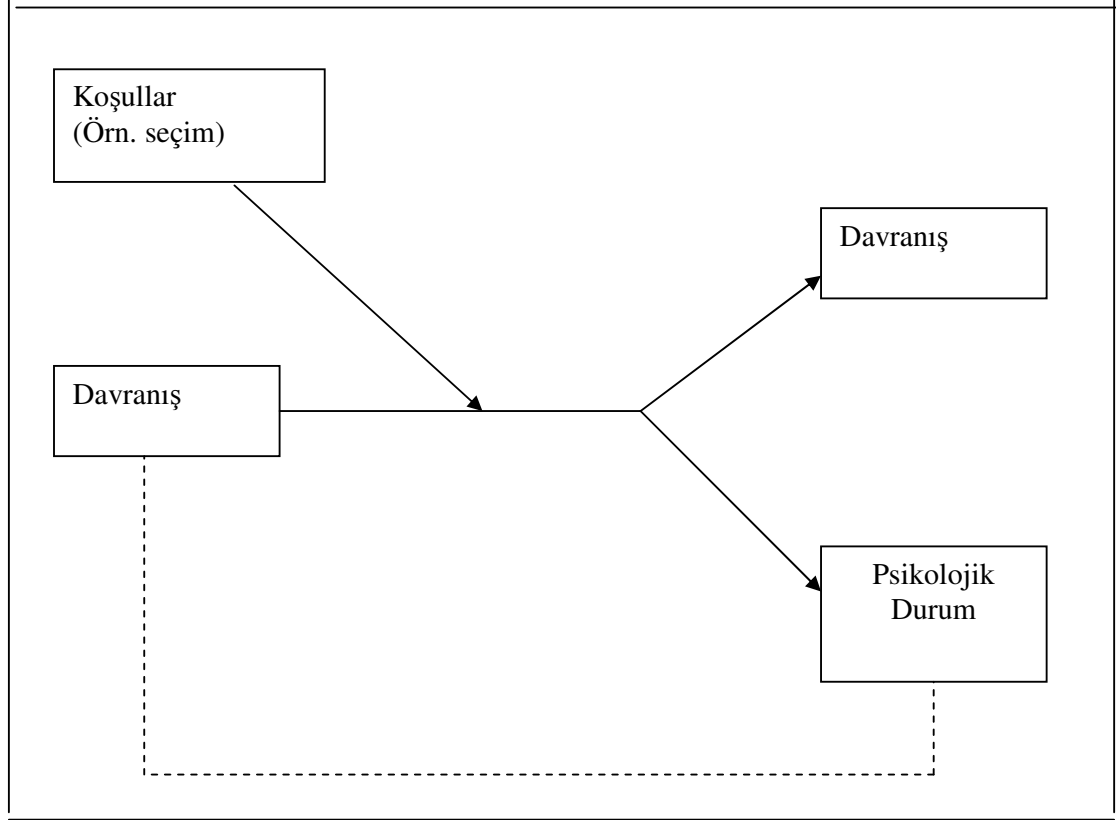 Koşullar
(Örn. seçim)
Davranış
Davranış
Psikolojik
Durum